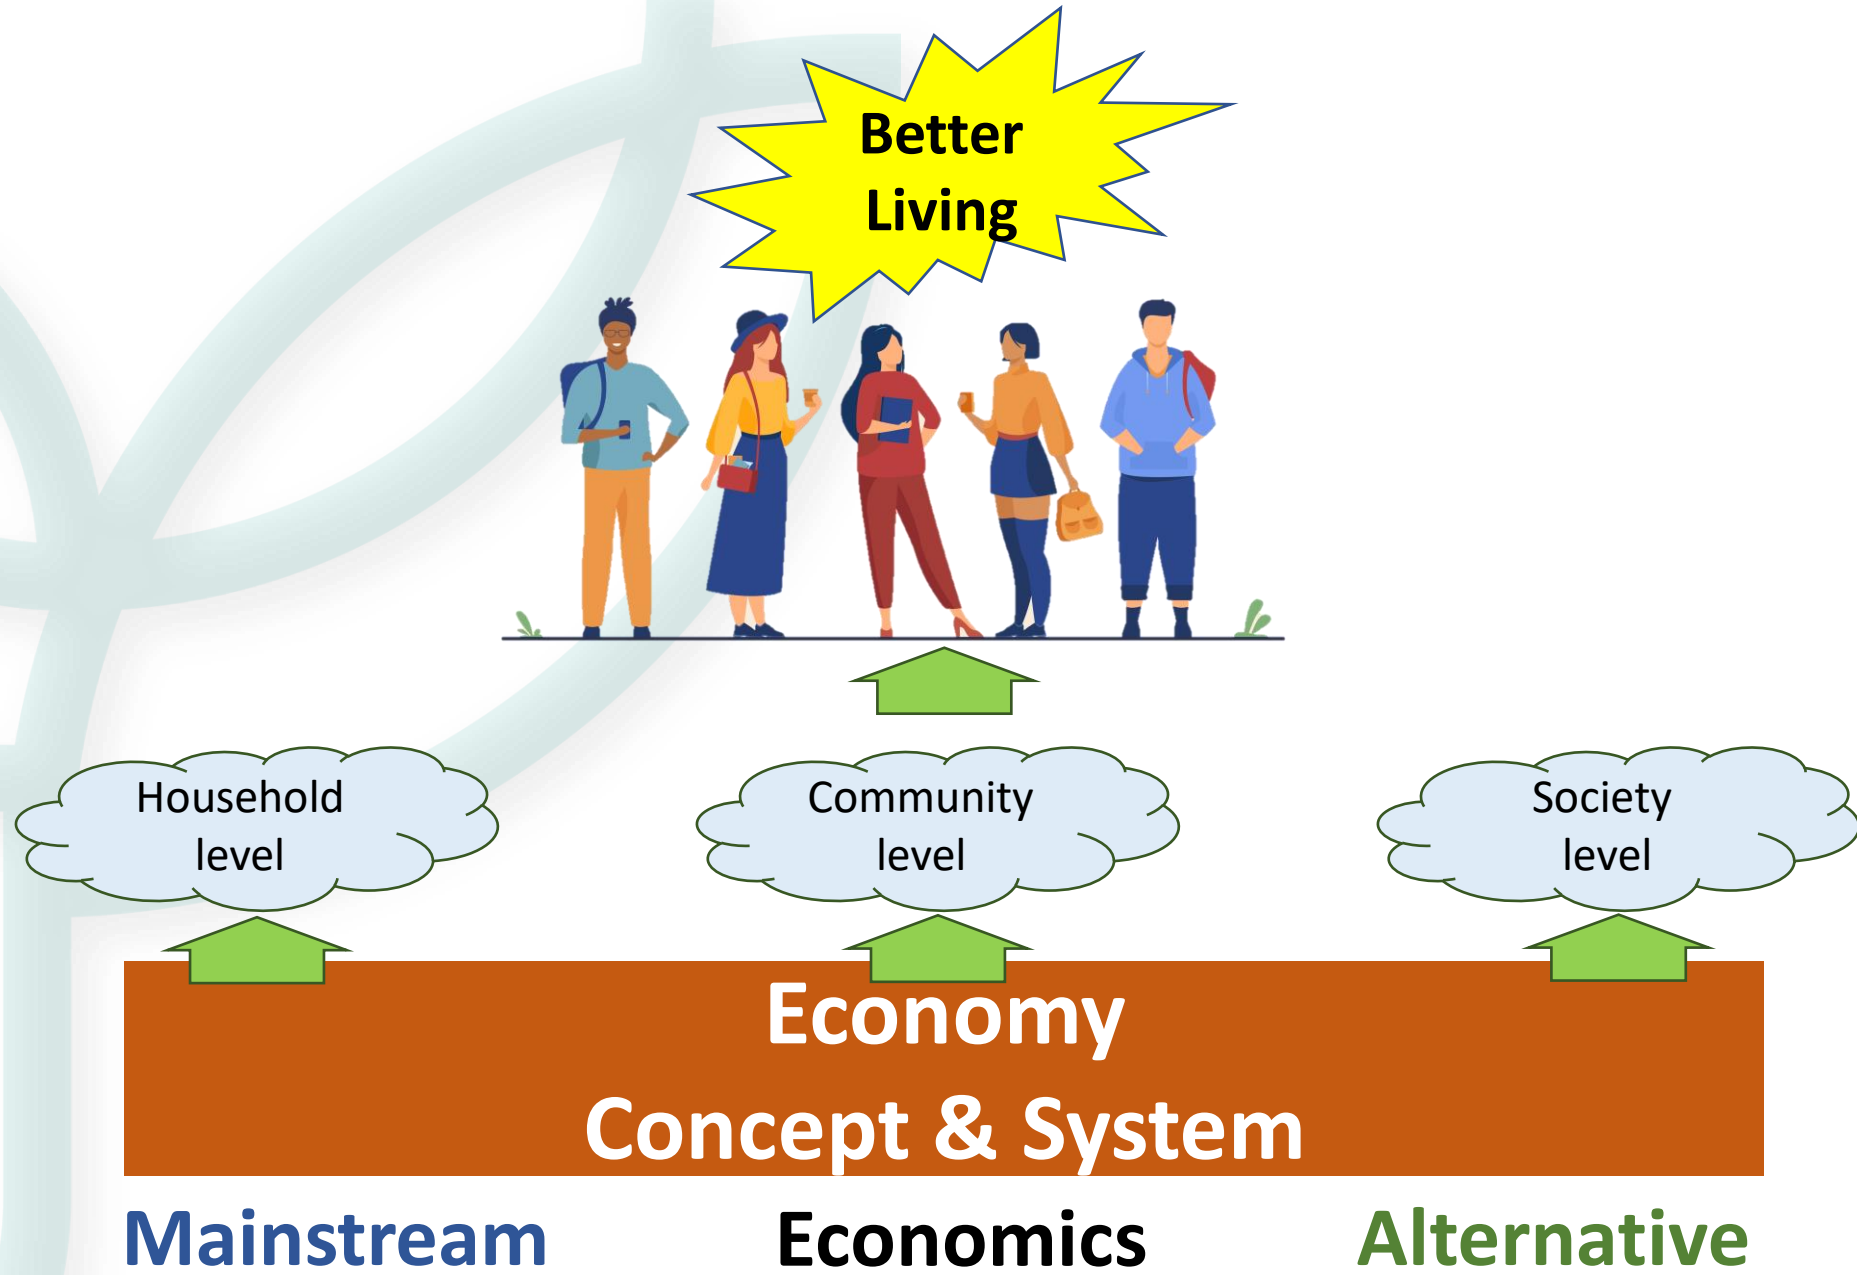 Better
Living
Household
level
Community
level
Society
level
Economy
Concept & System
Mainstream
Economics
Alternative